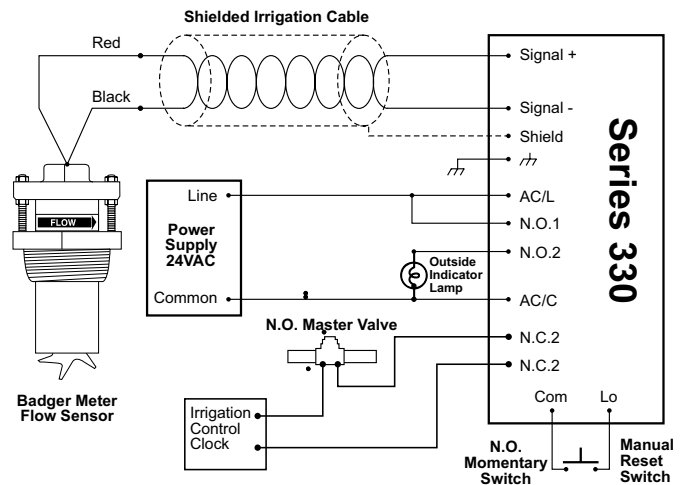 Shielded Irrigation Cable
Red
Black
Signal +
Signal -
Shield
AC/L
N.O.1
N.O.2
AC/C
N.C.2
N.C.2
Com
Lo
Series 330
FLOW
Badger Meter
Flow Sensor
Line
Power
Supply
24VAC
Common
Outside
Indicator
Lamp
N.O. Master Valve
Irrigation
Control
Clock
N.O.
Momentary
Switch
Manual
Reset
Switch